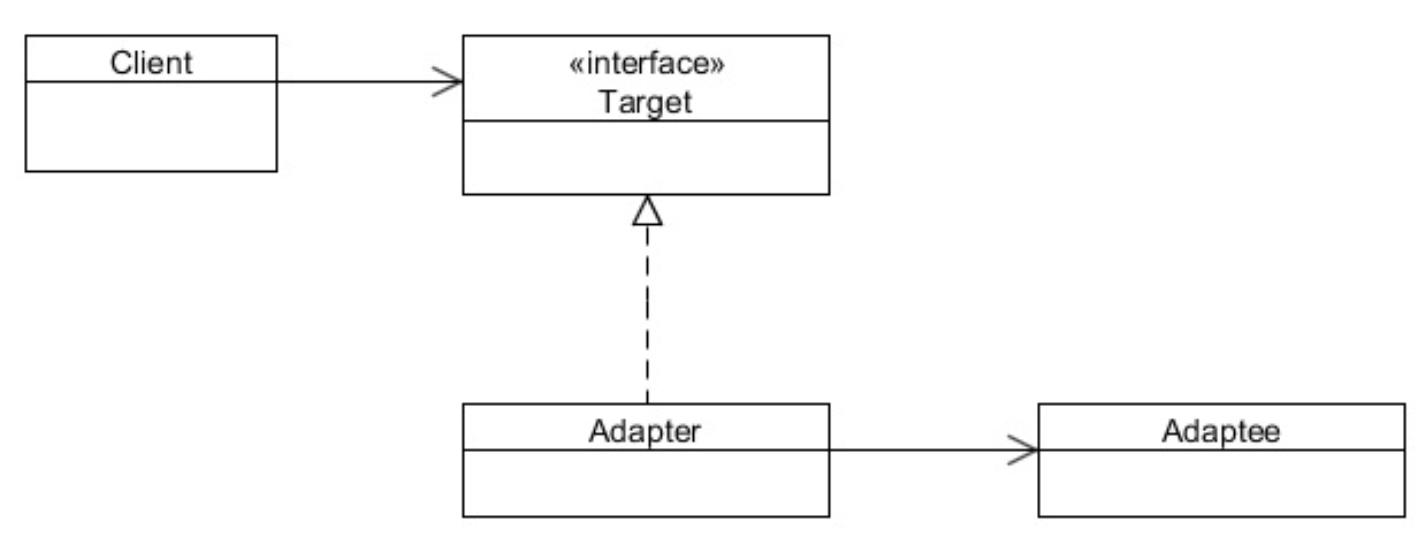 Client
«interface»
Target
Adapter
Adaptee